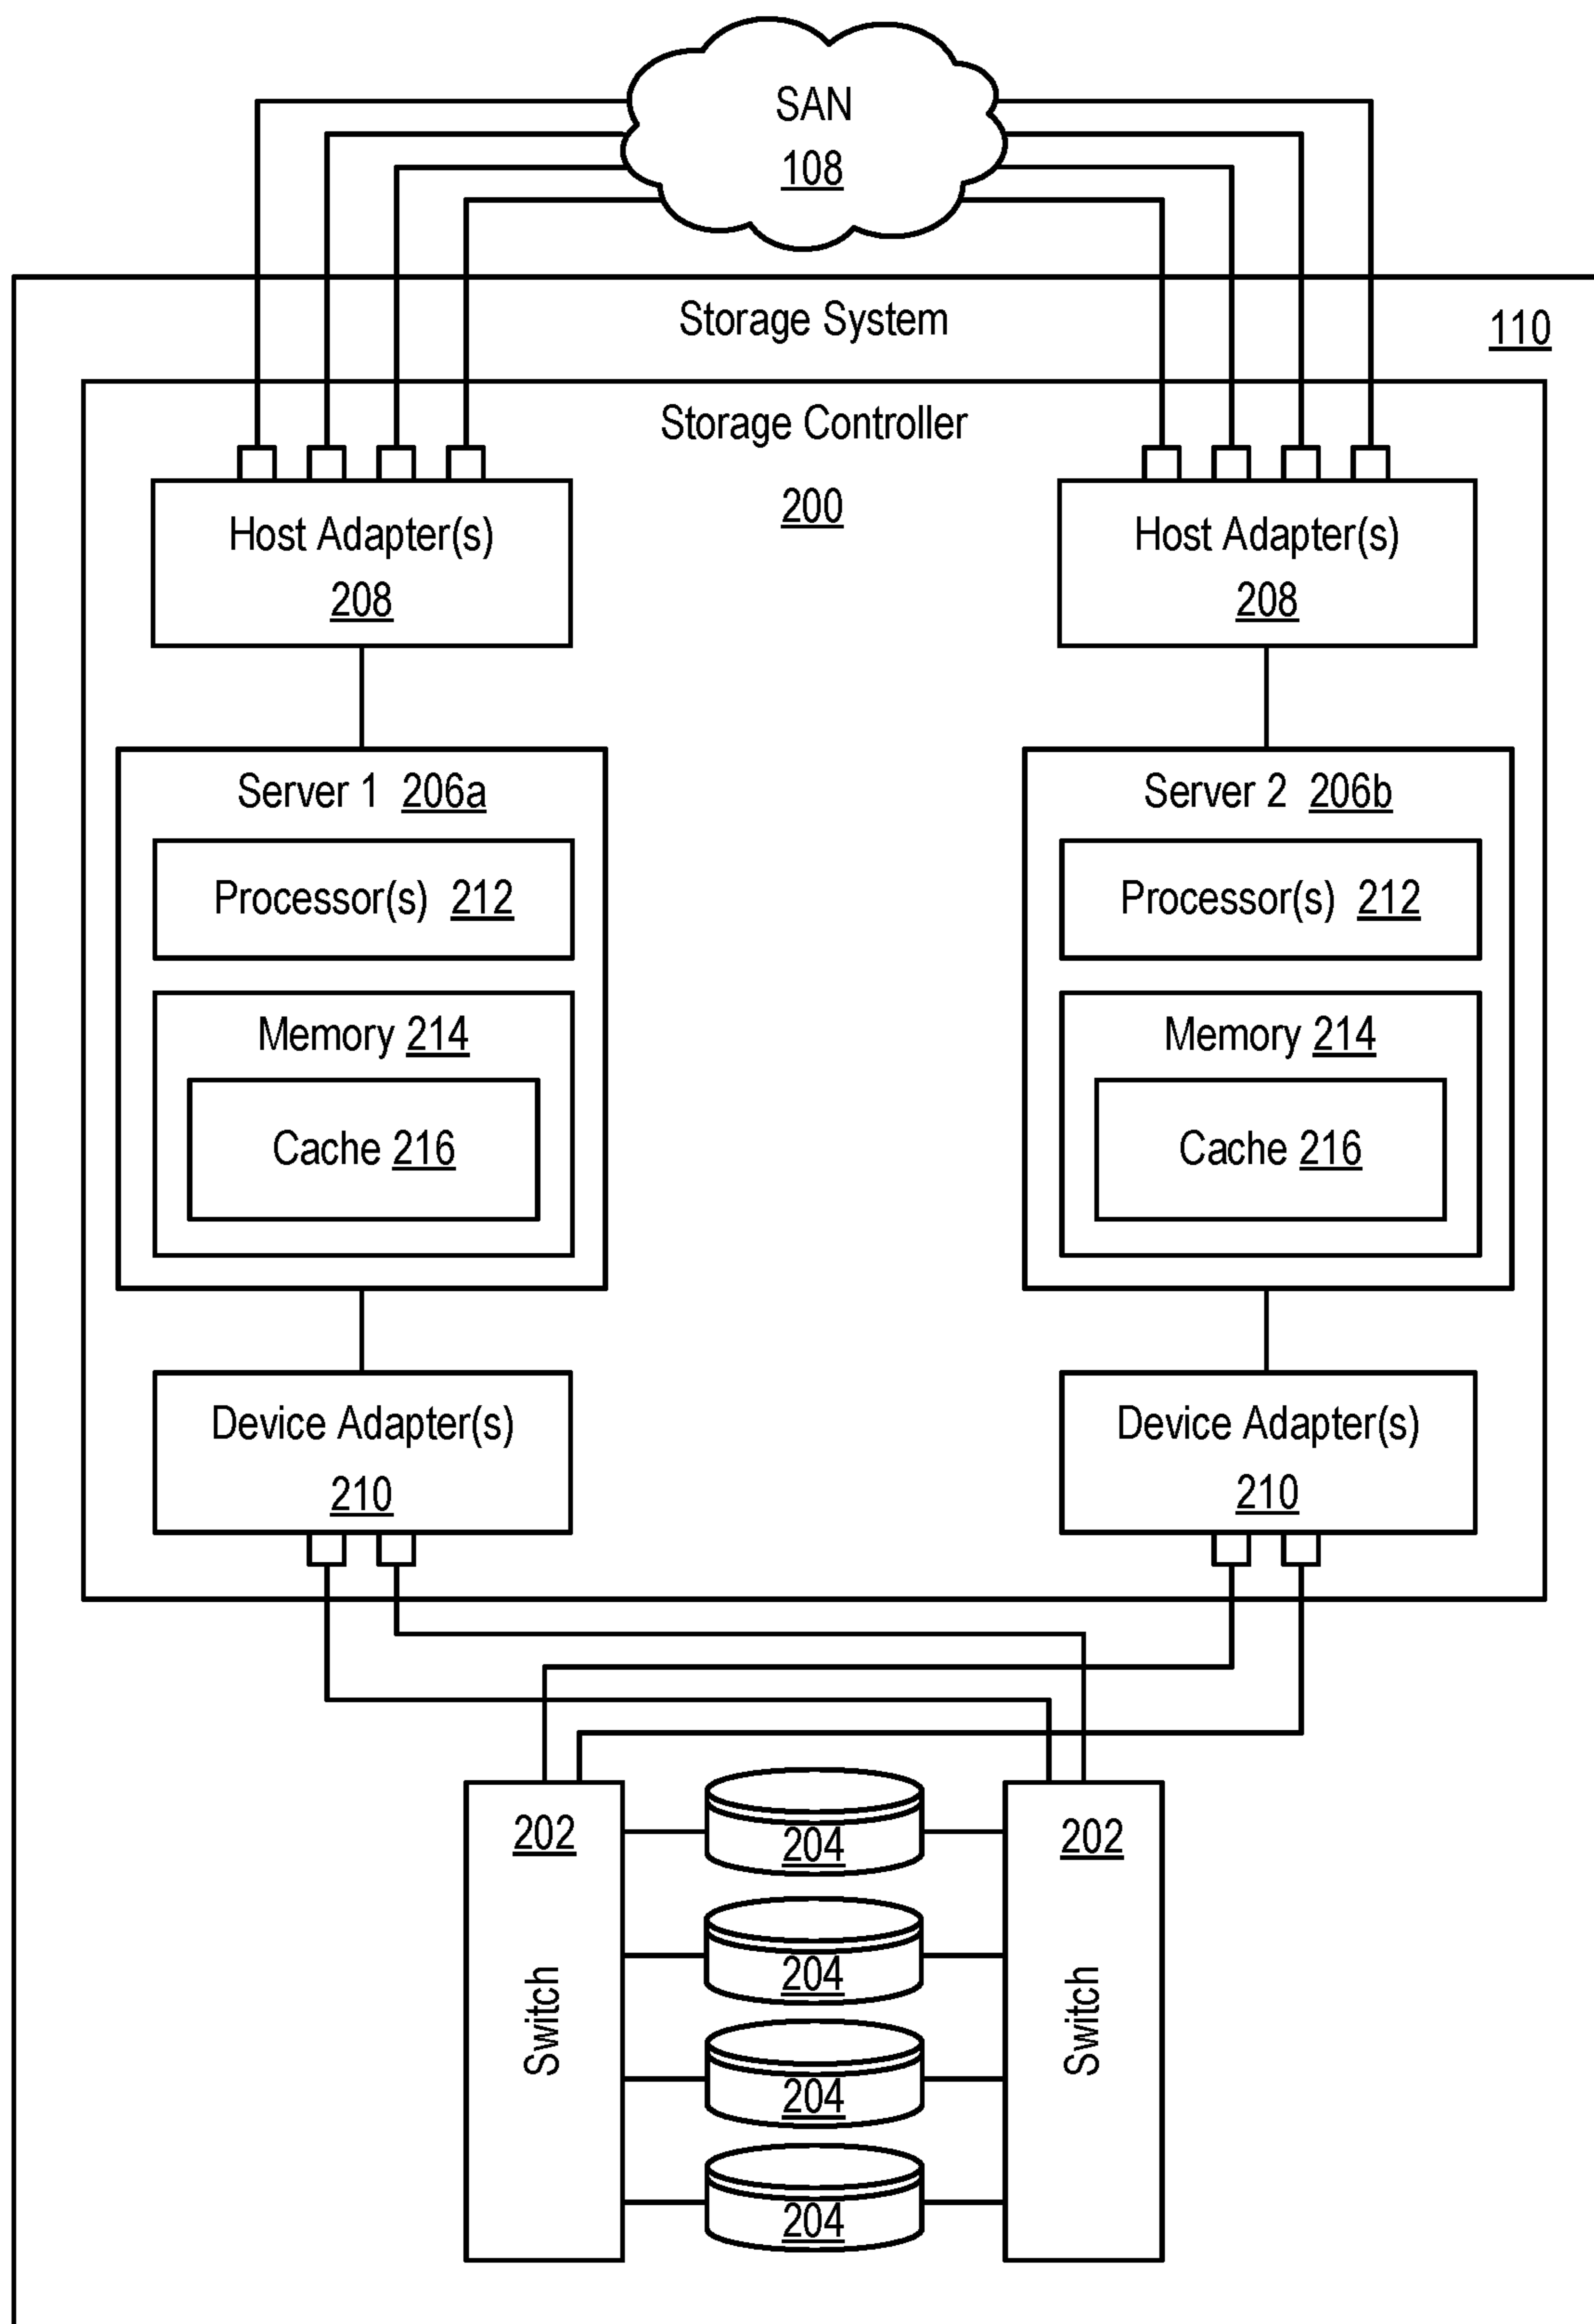 SAN
108
Storage System
110
Storage Controller
200
Host Adapter(s)
208
Host Adapter(s)
208
Server 1 206a
Processor(s) 212
Memory 214
Cache 216
Server 2 206b
Processor(s) 212
Memory 214
Cache 216
Device Adapter(s)
210
Device Adapter(s)
210
202
Switch
204
204
204
204
202
Switch